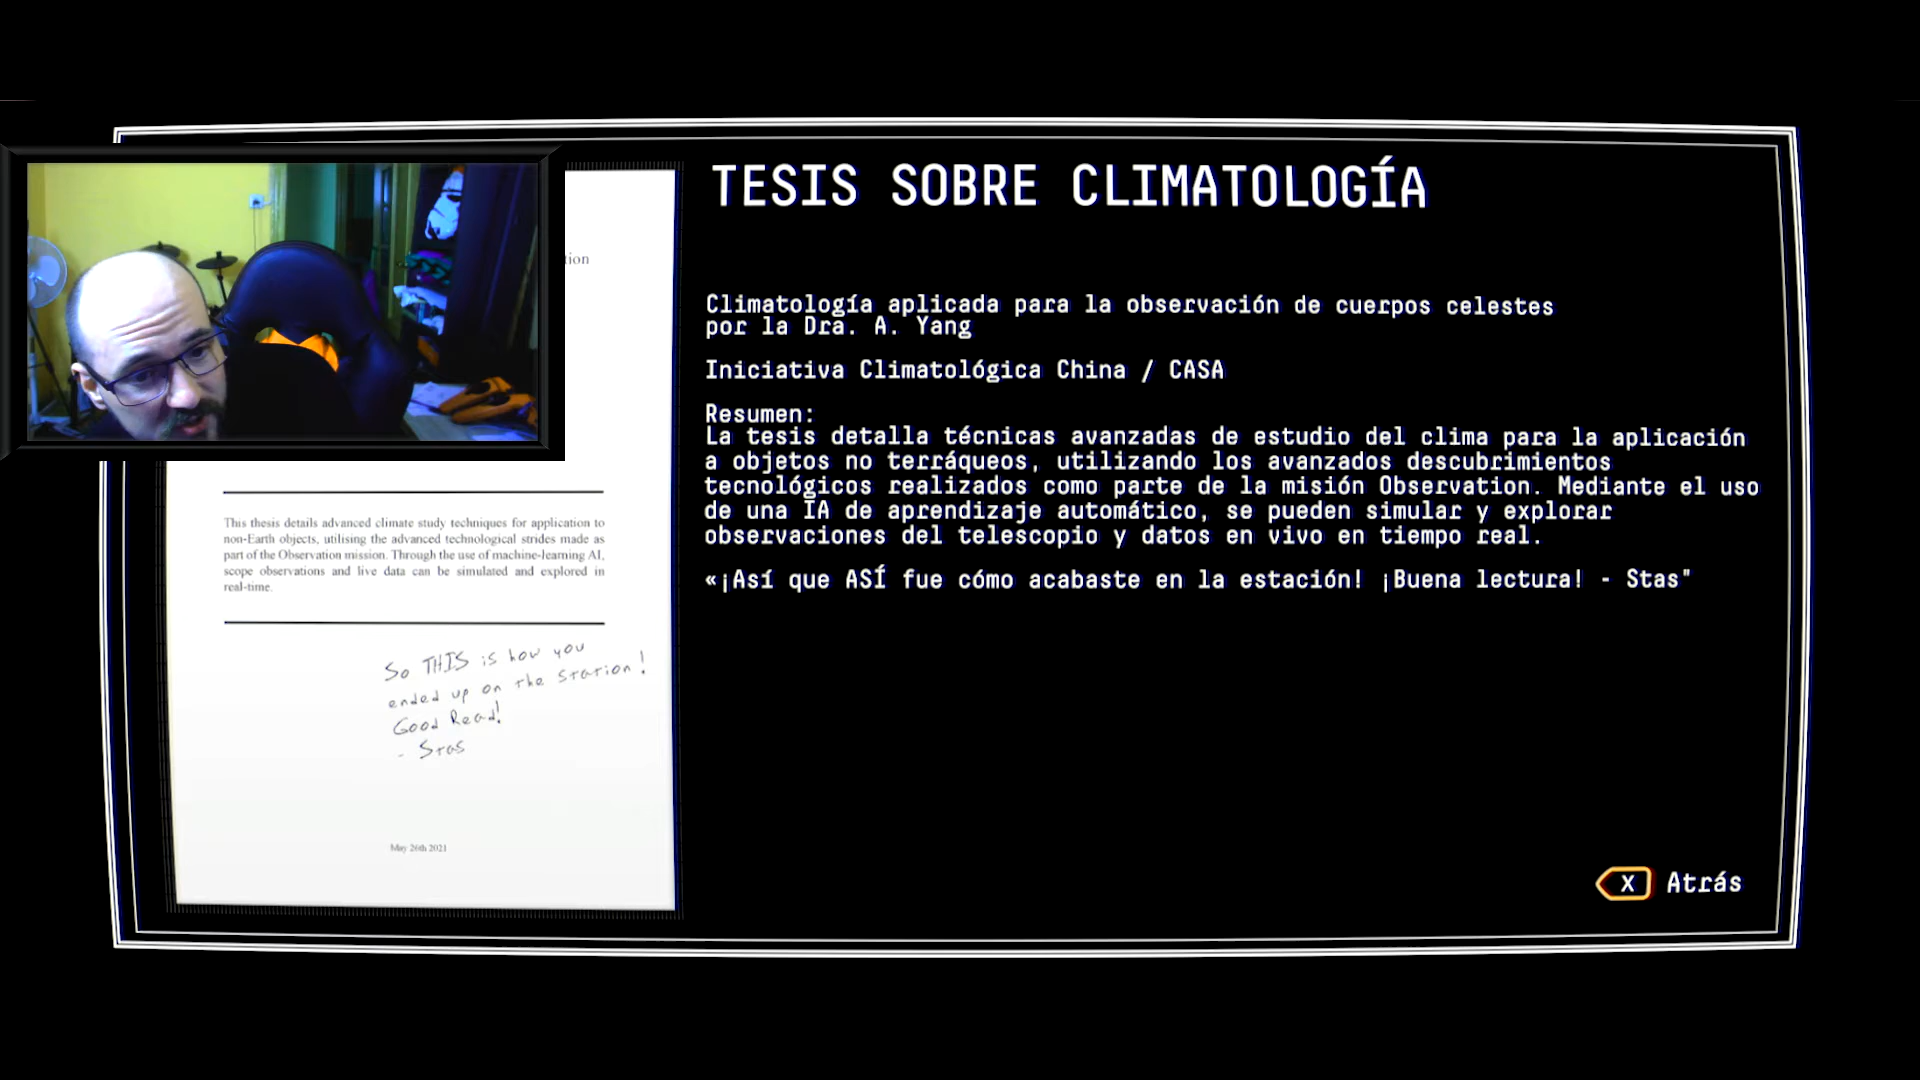 TESIS SOBRE CLIMATOLOGÍA
Climatología aplicada para la observación de cuerpos celestes
por la Dra. A. Yang
Iniciativa Climatológica China / CASA
Resumen:
La tesis detalla técnicas avanzadas de estudio del clima para la aplicación
a objetos no terráqueos, utilizando los avanzados descubrimientos
tecnológicos realizados como parte de la misión Observation. Mediante el uso
de una IA de aprendizaje automático, se pueden simular y explorar
observaciones del telescopio y datos en vivo en tiempo real.
«¡Así que ASÍ fue cómo acabaste en la estación! ¡Buena lectura! - Stas"
tion
This thesis details advanced climate study techniques for application to
non-Earth objects, utilising the advanced technological strides made as
part of the Observation mission. Through the use of machine-learning AI,
scope observations and live data can be simulated and explored in
real-time.
So THIS is how you
ended up on the station!
Good Read!
- Stas
May 26th 2021
X Atrás